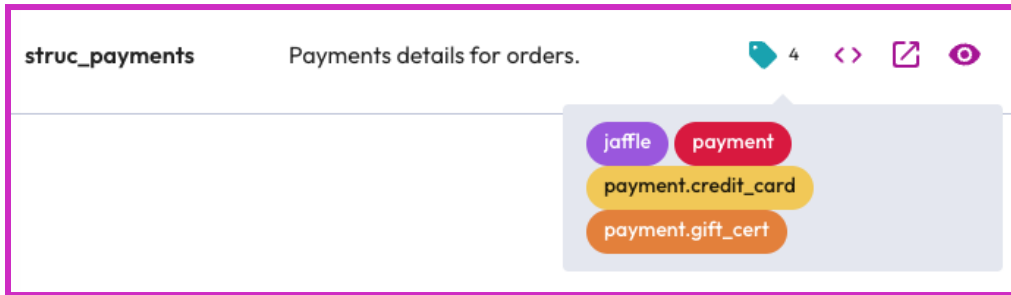 struc_payments Payments details for orders. 4 <>
jaffle payment
payment.credit_card
payment.gift_cert